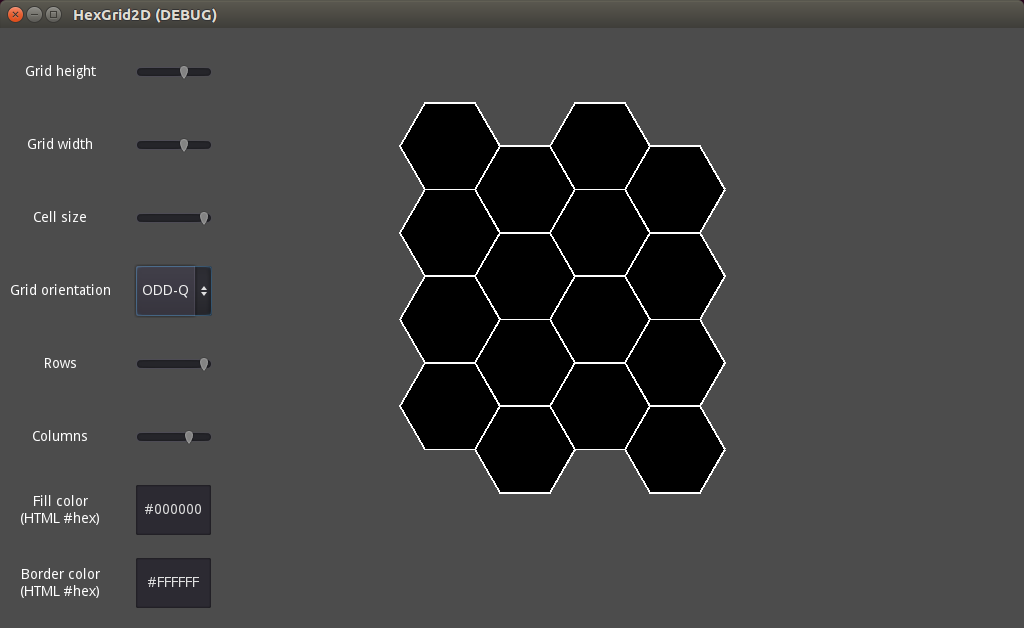 HexGrid2D (DEBUG)
Grid height
Grid width
Cell size
Grid orientation
ODD-Q
Rows
Columns
Fill color
(HTML #hex)
#000000
Border color
(HTML #hex)
#FFFFFF